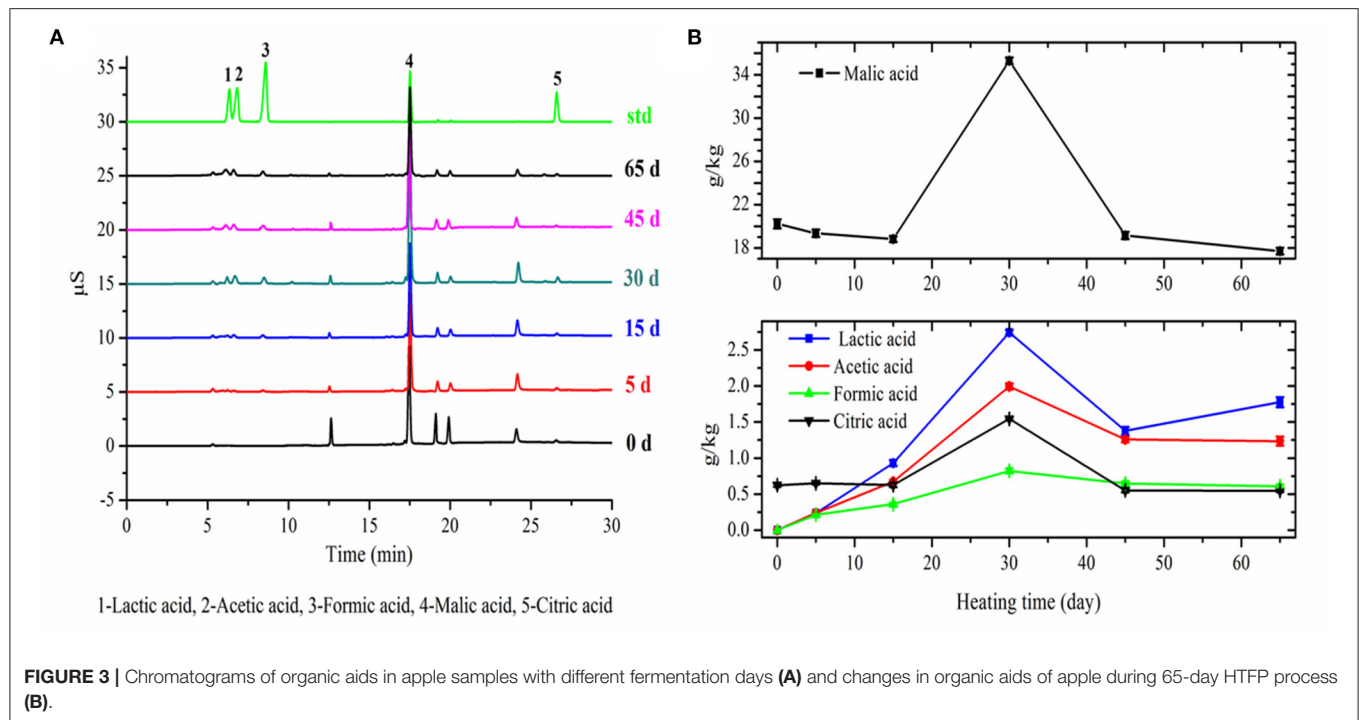 A
1 2
3
4
5
std
65 d
45 d
30 d
15 d
5 d
0 d
35
30
25
20
15
10
5
0
-5
µS
0 5 10 15 20 25 30
Time (min)
1-Lactic acid, 2-Acetic acid, 3-Formic acid, 4-Malic acid, 5-Citric acid
B
Malic acid
34
30
26
22
18
g/kg
0 10 20 30 40 50 60
Lactic acid
Acetic acid
Formic acid
Citric acid
2.5
2.0
1.5
1.0
0.5
0.0
g/kg
0 10 20 30 40 50 60
Heating time (day)
FIGURE 3 | Chromatograms of organic aids in apple samples with different fermentation days (A) and changes in organic aids of apple during 65-day HTFP process
(B).